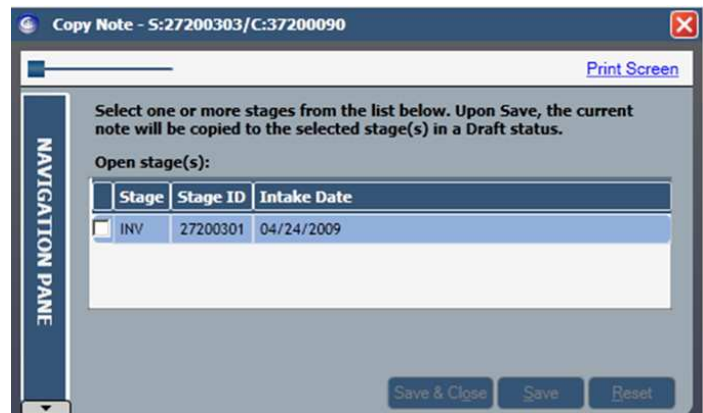 Copy Note - S:27200303/C:37200090
Print Screen
NAVIGATION PANE
Select one or more stages from the list below. Upon Save, the current
note will be copied to the selected stage(s) in a Draft status.
Open stage(s):
Stage Stage ID Intake Date
INV 27200301 04/24/2009
Save & Close Save Reset